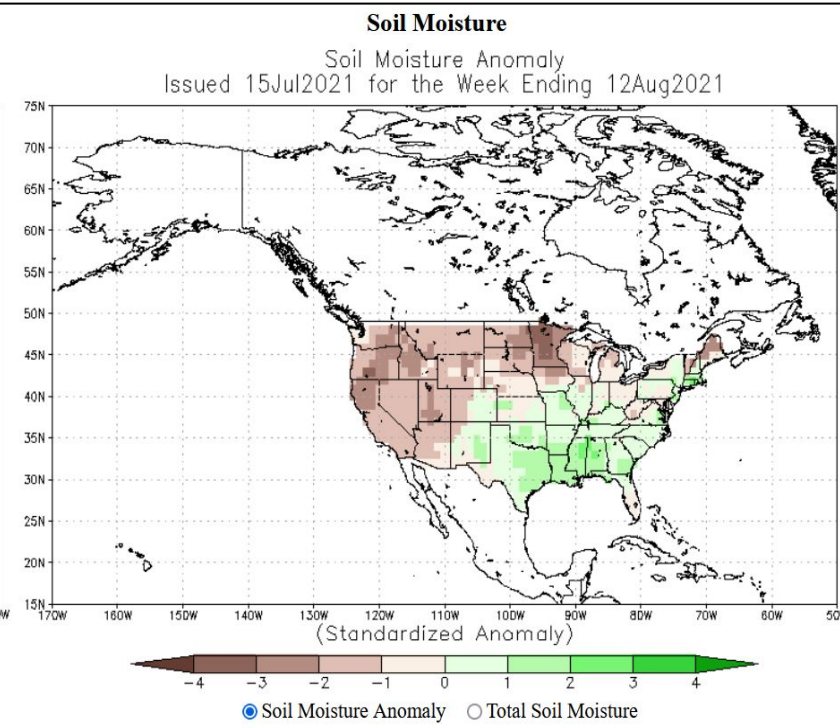 Soil Moisture
Soil Moisture Anomaly
Issued 15Jul2021 for the Week Ending 12Aug2021
75N
70N
65N
60N
55N
50N
45N
40N
35N
30N
25N
20N
15N
W 170W 160W 150W 140W 130W 120W 110W 100W 90W 80W 70W 60W 50
(Standardized Anomaly)
-4 -3 -2 -1 0 1 2 3 4
Soil Moisture Anomaly Total Soil Moisture